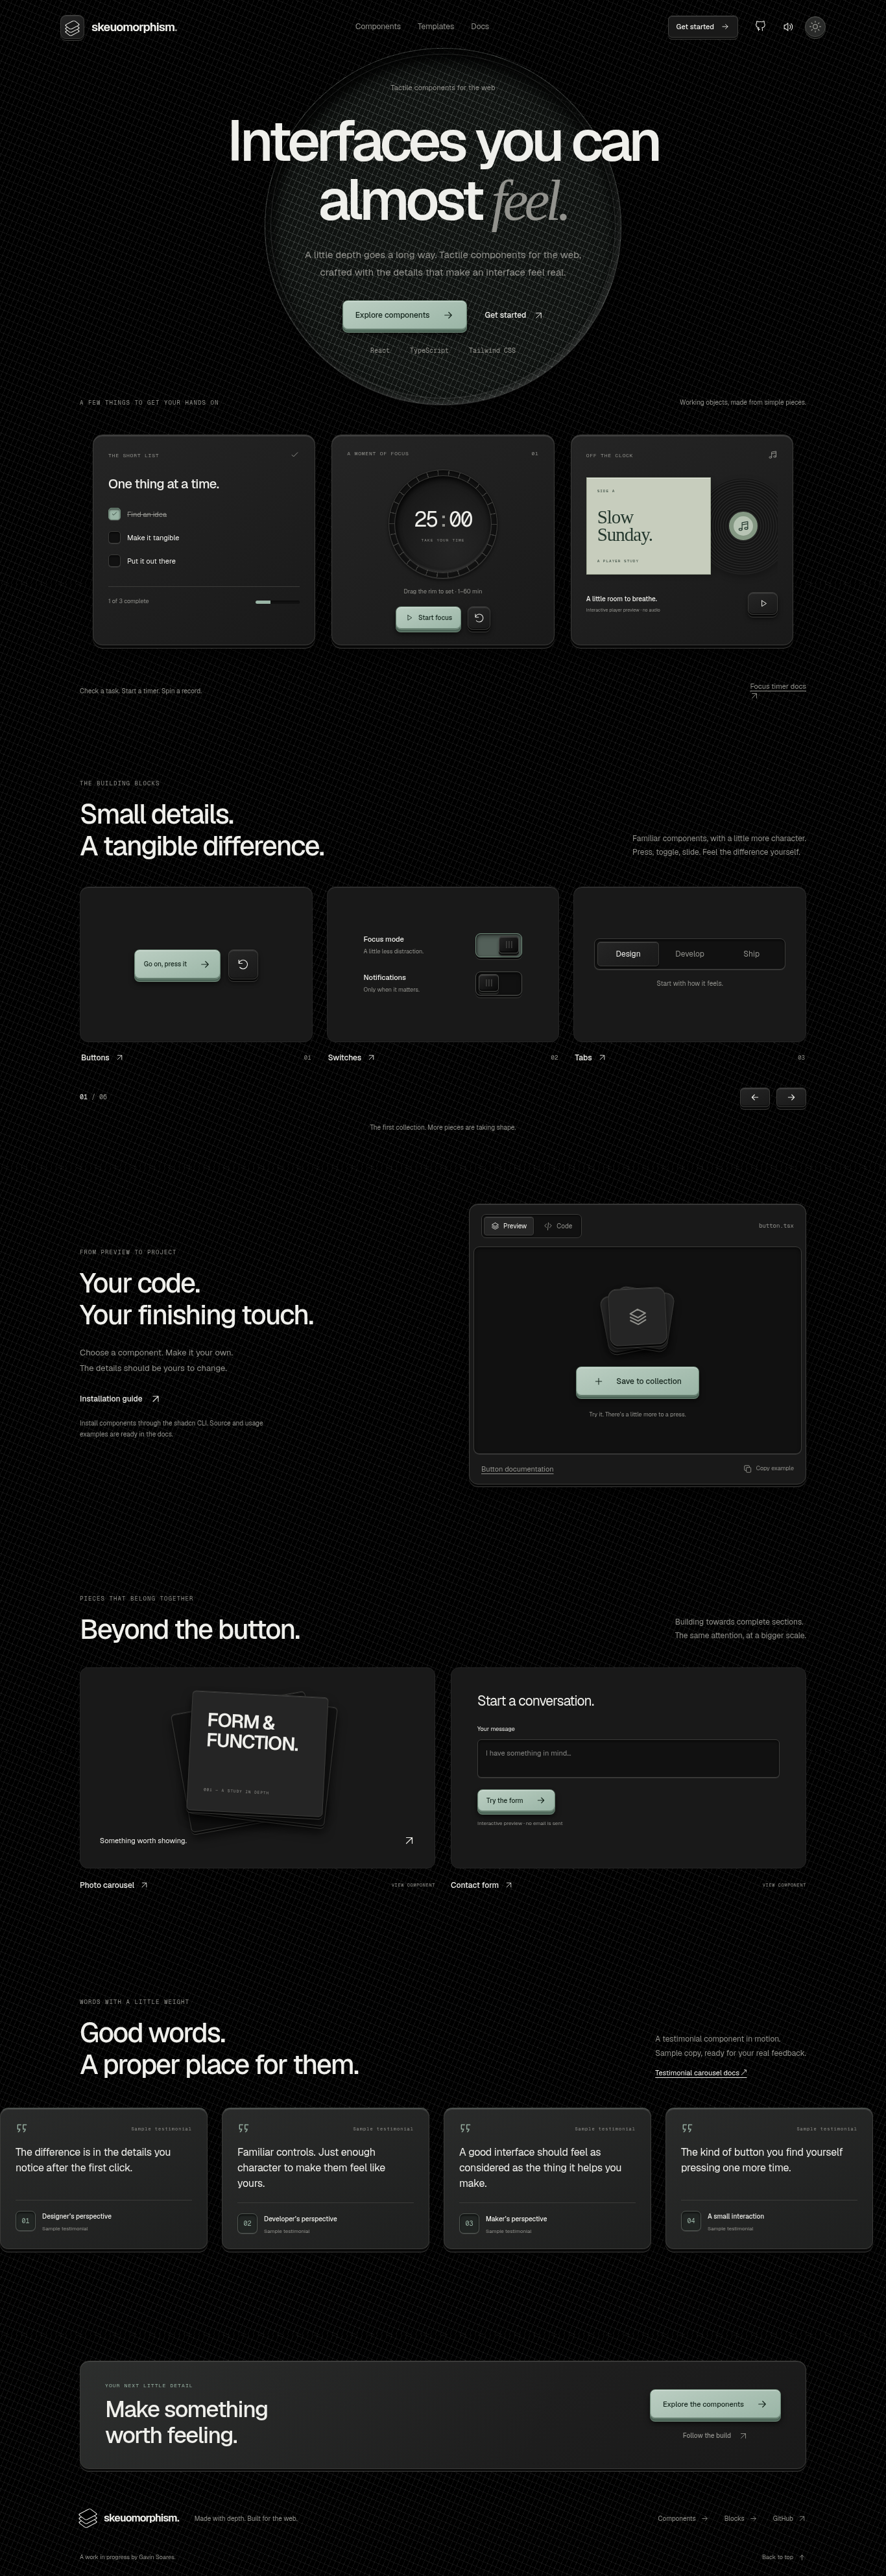 skeuomorphism.
Components Templates Docs
Get started
Tactile components for the web
Interfaces you can
almost feel.
A little depth goes a long way. Tactile components for the web,
crafted with the details that make an interface feel real.
Explore components
Get started
React TypeScript Tailwind CSS
A FEW THINGS TO GET YOUR HANDS ON
Working objects, made from simple pieces.
THE SHORT LIST
One thing at a time.
Find an idea
Make it tangible
Put it out there
1 of 3 complete
A MOMENT OF FOCUS
01
25:00
TAKE YOUR TIME
Drag the rim to set · 1–60 min
Start focus
OFF THE CLOCK
SIDE A
Slow
Sunday.
A PLAYER STUDY
A little room to breathe.
Interactive player preview · no audio
Check a task. Start a timer. Spin a record.
Focus timer docs
THE BUILDING BLOCKS
Small details.
A tangible difference.
Familiar components, with a little more character.
Press, toggle, slide. Feel the difference yourself.
Go on, press it
Focus mode
A little less distraction.
Notifications
Only when it matters.
Design Develop Ship
Start with how it feels.
Buttons
01
Switches
02
Tabs
03
01 / 06
The first collection. More pieces are taking shape.
FROM PREVIEW TO PROJECT
Your code.
Your finishing touch.
Choose a component. Make it your own.
The details should be yours to change.
Installation guide
Install components through the shadcn CLI. Source and usage
examples are ready in the docs.
Preview Code
button.tsx
Save to collection
Try it. There's a little more to a press.
Button documentation
Copy example
PIECES THAT BELONG TOGETHER
Beyond the button.
Building towards complete sections.
The same attention, at a bigger scale.
FORM &
FUNCTION.
001 — A STUDY IN DEPTH
Something worth showing.
Start a conversation.
Your message
I have something in mind...
Try the form
Interactive preview · no email is sent
Photo carousel
VIEW COMPONENT
Contact form
VIEW COMPONENT
WORDS WITH A LITTLE WEIGHT
Good words.
A proper place for them.
A testimonial component in motion.
Sample copy, ready for your real feedback.
Testimonial carousel docs
Sample testimonial
The difference is in the details you
notice after the first click.
01
Designer's perspective
Sample testimonial
Sample testimonial
Familiar controls. Just enough
character to make them feel like
yours.
02
Developer's perspective
Sample testimonial
Sample testimonial
A good interface should feel as
considered as the thing it helps you
make.
03
Maker's perspective
Sample testimonial
Sample testimonial
The kind of button you find yourself
pressing one more time.
04
A small interaction
Sample testimonial
YOUR NEXT LITTLE DETAIL
Make something
worth feeling.
Explore the components
Follow the build
skeuomorphism.
Made with depth. Built for the web.
Components Blocks GitHub
A work in progress by Gavin Soares.
Back to top